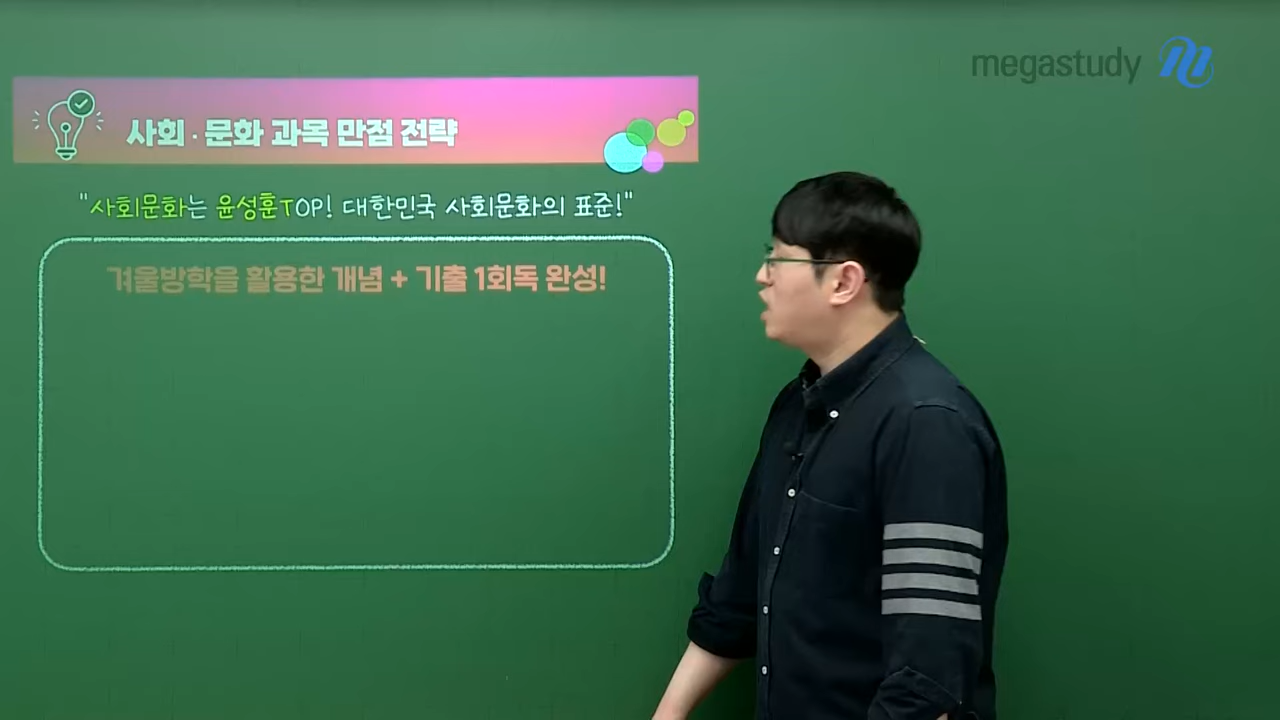 megastudy
사회·문화 과목 만점 전략
"사회문화는 윤성훈TOP! 대한민국 사회문화의 표준!"
겨울방학을 활용한 개념 + 기출 1회독 완성!